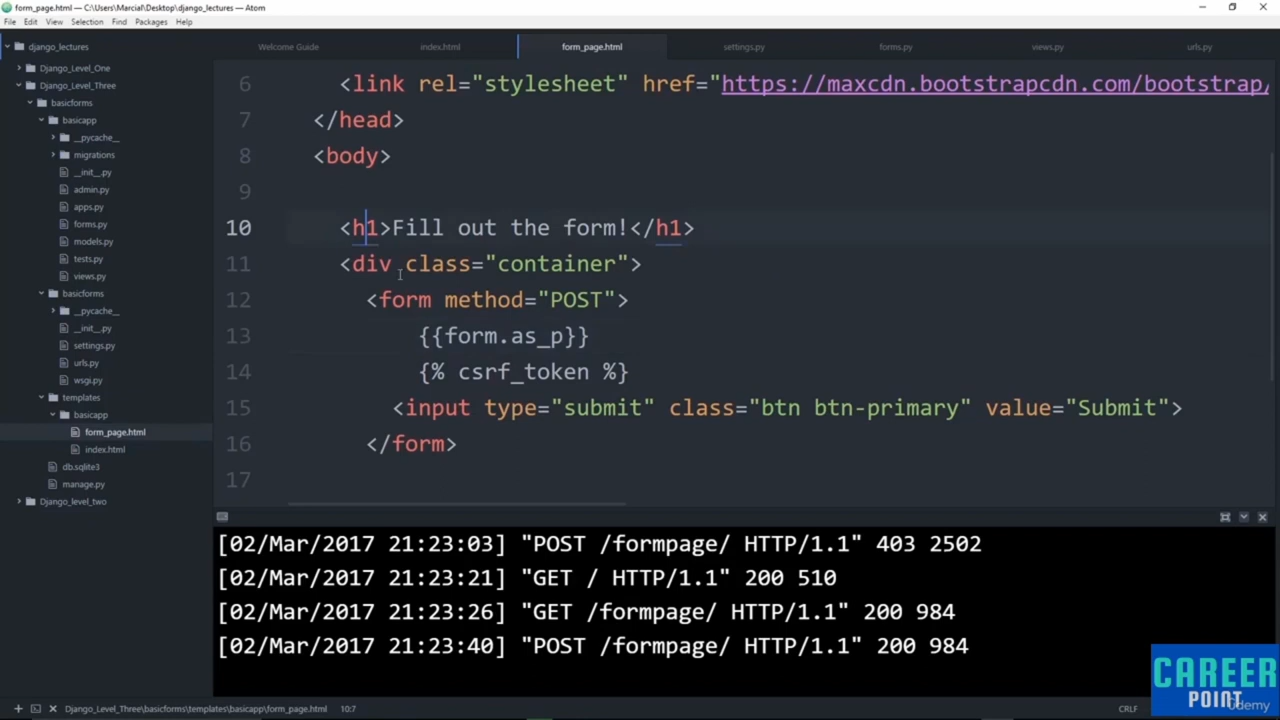 form_page.html — C:\Users\Marcial\Desktop\django_lectures — Atom
File Edit View Selection Find Packages Help
django_lectures
Django_Level_One
Django_Level_Three
basicforms
basicapp
__pycache__
migrations
__init__.py
admin.py
apps.py
forms.py
models.py
tests.py
views.py
basicforms
__pycache__
__init__.py
settings.py
urls.py
wsgi.py
templates
basicapp
form_page.html
index.html
db.sqlite3
manage.py
Django_level_two
Welcome Guide index.html form_page.html settings.py forms.py views.py urls.py
6 <link rel="stylesheet" href="https://maxcdn.bootstrapcdn.com/bootstrap/
7 </head>
8 <body>
9
10 <h1>Fill out the form!</h1>
11 <div class="container">
12 <form method="POST">
13 {{form.as_p}}
14 {% csrf_token %}
15 <input type="submit" class="btn btn-primary" value="Submit">
16 </form>
17
[02/Mar/2017 21:23:03] "POST /formpage/ HTTP/1.1" 403 2502
[02/Mar/2017 21:23:21] "GET / HTTP/1.1" 200 510
[02/Mar/2017 21:23:26] "GET /formpage/ HTTP/1.1" 200 984
[02/Mar/2017 21:23:40] "POST /formpage/ HTTP/1.1" 200 984
CAREER
POINT
Udemy
Django_Level_Three\basicforms\templates\basicapp\form_page.html 10:7 CRLF